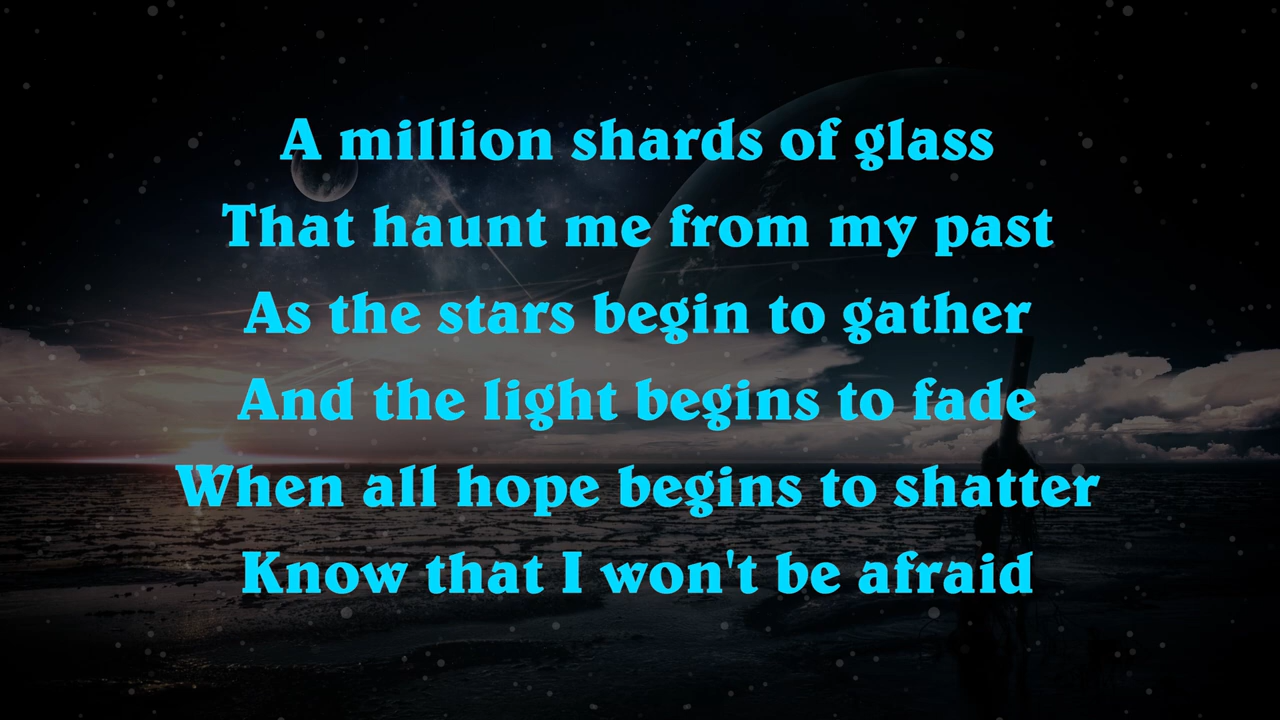 A million shards of glass
That haunt me from my past
As the stars begin to gather
And the light begins to fade
When all hope begins to shatter
Know that I won't be afraid